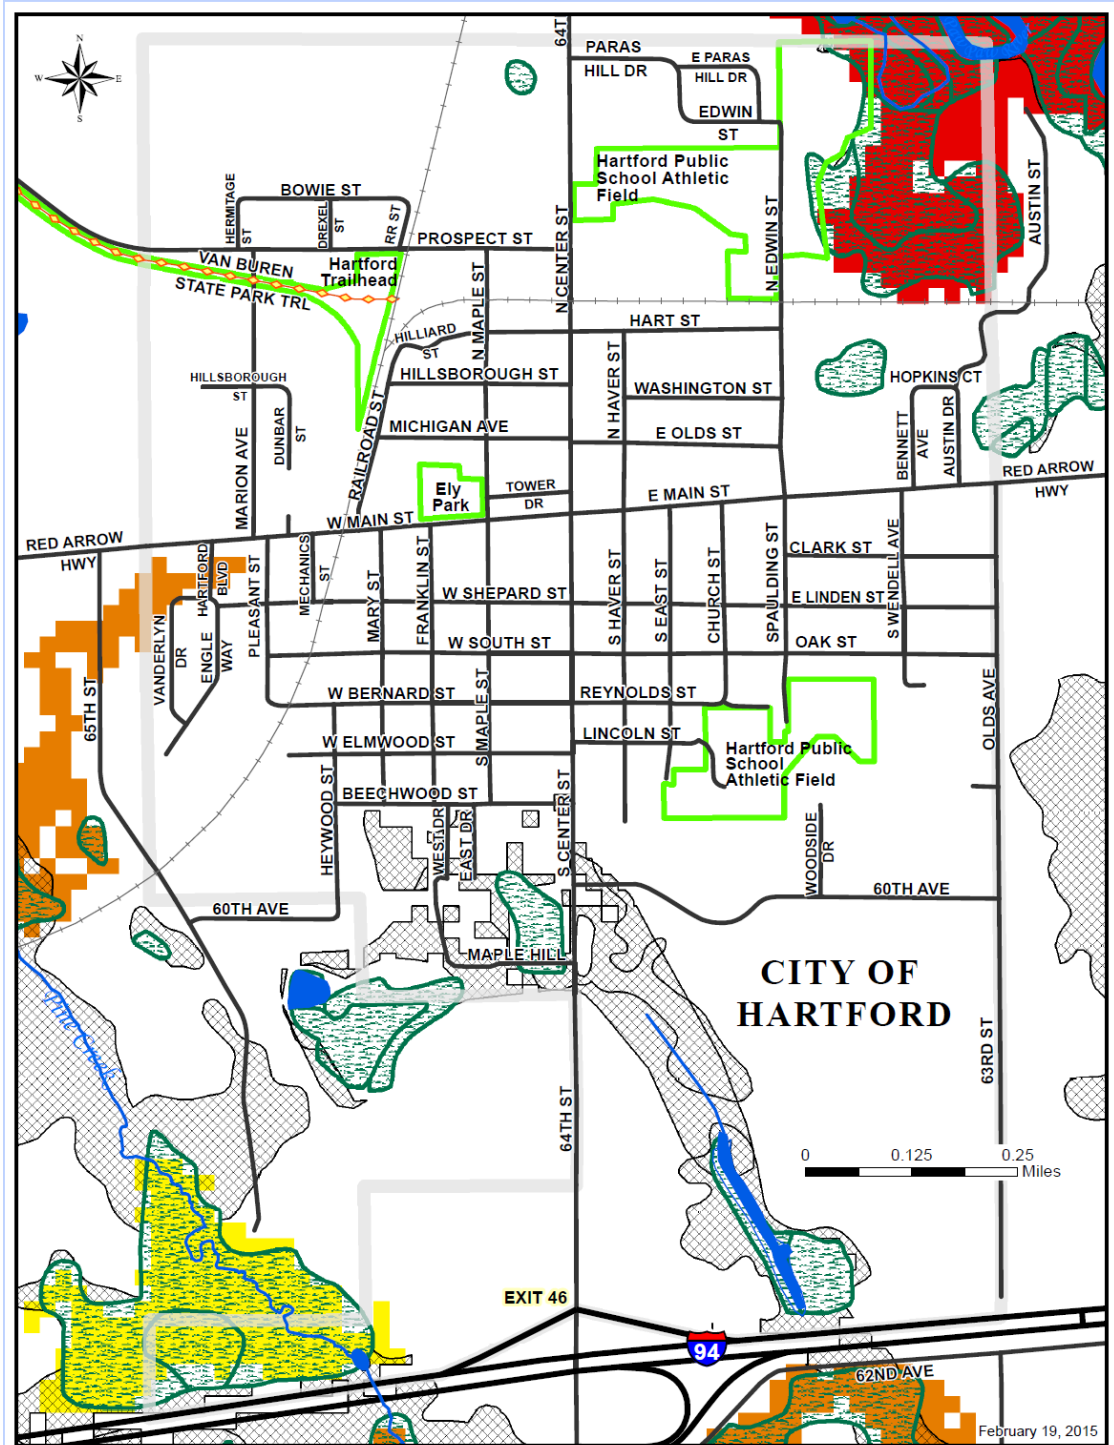 N
W
E
S
64T
PARAS
HILL DR
E PARAS
HILL DR
EDWIN
ST
Hartford Public
School Athletic
Field
AUSTIN ST
HERMITAGE
ST
BOWIE ST
DREXEL
ST
RR ST
PROSPECT ST
N CENTER ST
N EDWIN ST
VAN BUREN
STATE PARK TRL
Hartford
Trailhead
N MAPLE ST
HILLIARD
ST
HART ST
HILLSBOROUGH
ST
HILLSBOROUGH ST
N HAVER ST
WASHINGTON ST
HOPKINS CT
DUNBAR
ST
MARION AVE
RAILROAD ST
MICHIGAN AVE
E OLDS ST
BENNETT
AVE
AUSTIN DR
RED ARROW
HWY
Ely
Park
TOWER
DR
E MAIN ST
W MAIN ST
RED ARROW
HWY
HARTFORD
BLVD
PLEASANT ST
MECHANICS
ST
MARY ST
FRANKLIN ST
W SHEPARD ST
S HAVER ST
S EAST ST
CHURCH ST
SPAULDING ST
CLARK ST
E LINDEN ST
S WENDELL AVE
VANDERLYN
DR
ENGLE
WAY
W SOUTH ST
OAK ST
65TH ST
W BERNARD ST
S MAPLE ST
REYNOLDS ST
OLDS AVE
W ELMWOOD ST
LINCOLN ST
Hartford Public
School
Athletic Field
HEYWOOD ST
BEECHWOOD ST
WEST DR
EAST DR
S CENTER ST
WOODSIDE
DR
60TH AVE
60TH AVE
MAPLE HILL
CITY OF
HARTFORD
Pine Creek
63RD ST
64TH ST
0
0.125
0.25
Miles
EXIT 46
94
62ND AVE
February 19, 2015